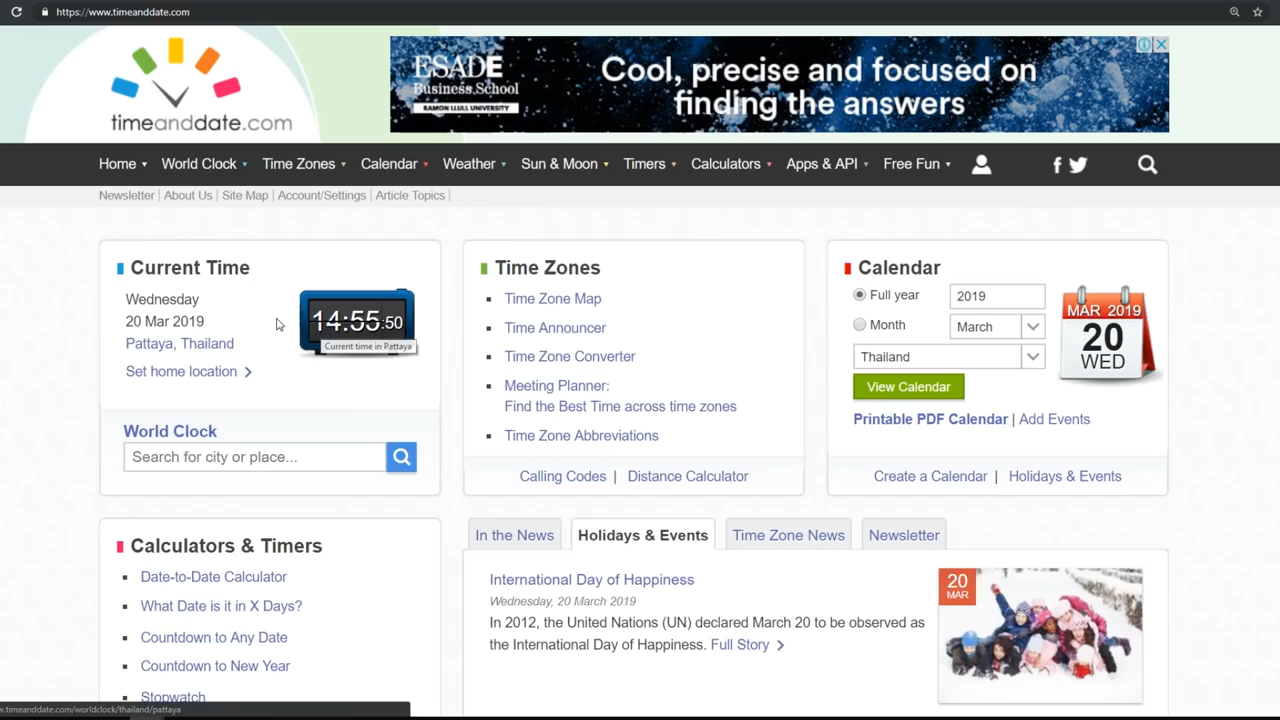 https://www.timeanddate.com
timeanddate.com
ESADE
Business School
RAMON LLULL UNIVERSITY
Cool, precise and focused on
finding the answers
Home World Clock Time Zones Calendar Weather Sun & Moon Timers Calculators Apps & API Free Fun
Newsletter | About Us | Site Map | Account/Settings | Article Topics |
Current Time
Wednesday
20 Mar 2019
Pattaya, Thailand
14:55:50
Current time in Pattaya
Set home location
World Clock
Search for city or place...
Time Zones
Time Zone Map
Time Announcer
Time Zone Converter
Meeting Planner:
Find the Best Time across time zones
Time Zone Abbreviations
Calling Codes | Distance Calculator
Calendar
Full year 2019
Month March
Thailand
View Calendar
MAR 2019
20
WED
Printable PDF Calendar | Add Events
Create a Calendar | Holidays & Events
Calculators & Timers
Date-to-Date Calculator
What Date is it in X Days?
Countdown to Any Date
Countdown to New Year
Stopwatch
In the News Holidays & Events Time Zone News Newsletter
International Day of Happiness
Wednesday, 20 March 2019
In 2012, the United Nations (UN) declared March 20 to be observed as
the International Day of Happiness. Full Story
20
MAR
w.timeanddate.com/worldclock/thailand/pattaya